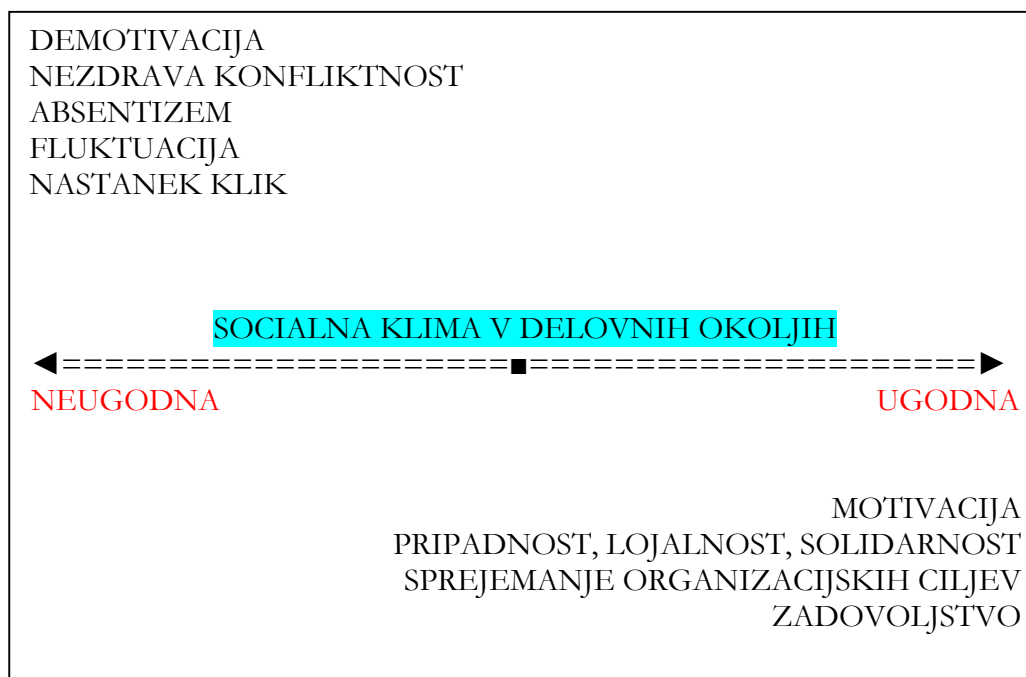 DEMOTIVACIJA
NEZDRAVA KONFLIKTNOST
ABSENTIZEM
FLUKTUACIJA
NASTANEK KLIK
SOCIALNA KLIMA V DELOVNIH OKOLJIH
◄=====================■=====================►
NEUGODNA UGODNA
MOTIVACIJA
PRIPADNOST, LOJALNOST, SOLIDARNOST
SPREJEMANJE ORGANIZACIJSKIH CILJEV
ZADOVOLJSTVO